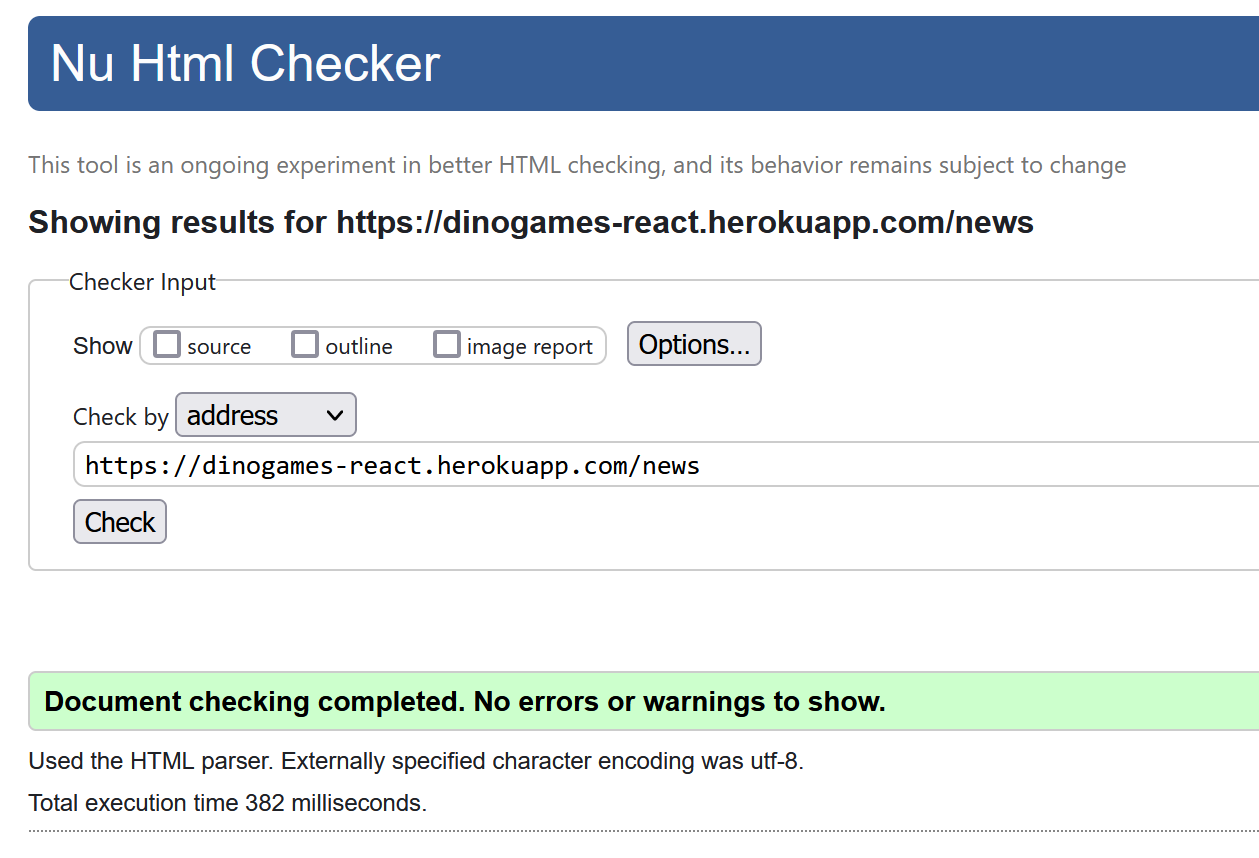 Nu Html Checker
This tool is an ongoing experiment in better HTML checking, and its behavior remains subject to change
Showing results for https://dinogames-react.herokuapp.com/news
Checker Input
Show source outline image report Options...
Check by address
https://dinogames-react.herokuapp.com/news
Check
Document checking completed. No errors or warnings to show.
Used the HTML parser. Externally specified character encoding was utf-8.
Total execution time 382 milliseconds.